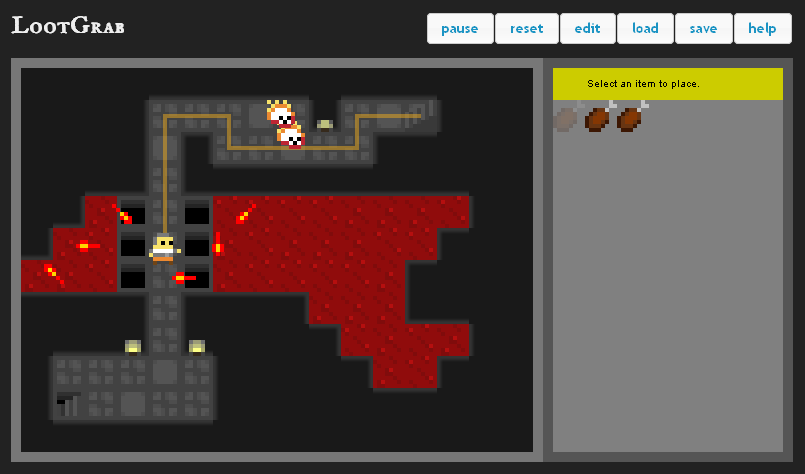 LootGrab
pause
reset
edit
load
save
help
Select an item to place.